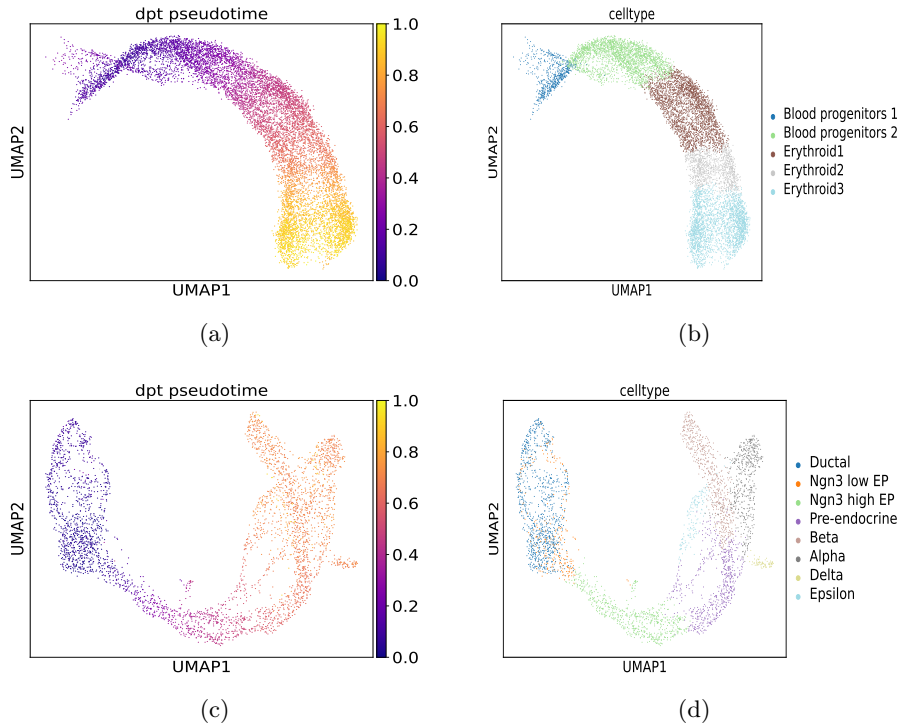 dpt pseudotime
1.0
0.8
0.6
0.4
0.2
0.0
UMAP2
UMAP1
(a)
celltype
UMAP2
UMAP1
Blood progenitors 1
Blood progenitors 2
Erythroid1
Erythroid2
Erythroid3
(b)
dpt pseudotime
1.0
0.8
0.6
0.4
0.2
0.0
UMAP2
UMAP1
(c)
celltype
UMAP2
UMAP1
Ductal
Ngn3 low EP
Ngn3 high EP
Pre-endocrine
Beta
Alpha
Delta
Epsilon
(d)